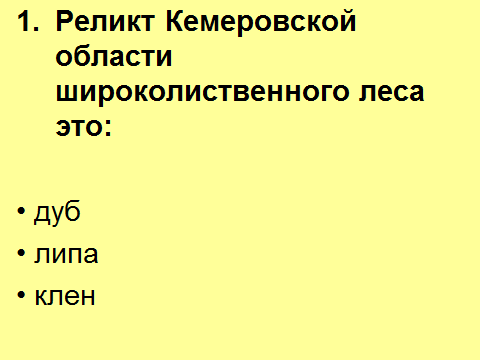 1. Реликт Кемеровской
области
широколиственного леса
это:
• дуб
• липа
• клен